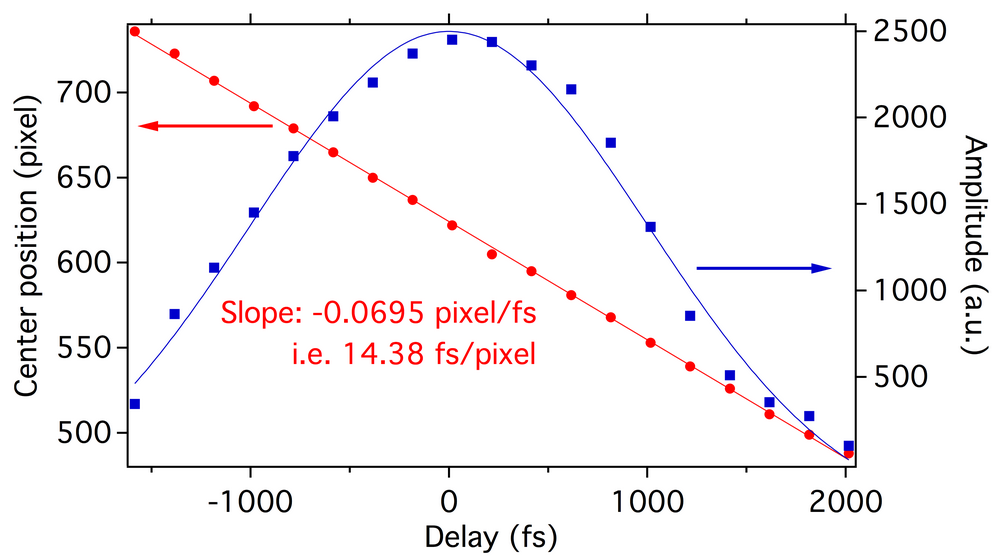 700
650
600
550
500
Center position (pixel)
2500
2000
1500
1000
500
Amplitude (a.u.)
Slope: -0.0695 pixel/fs
i.e. 14.38 fs/pixel
-1000 0 1000 2000
Delay (fs)